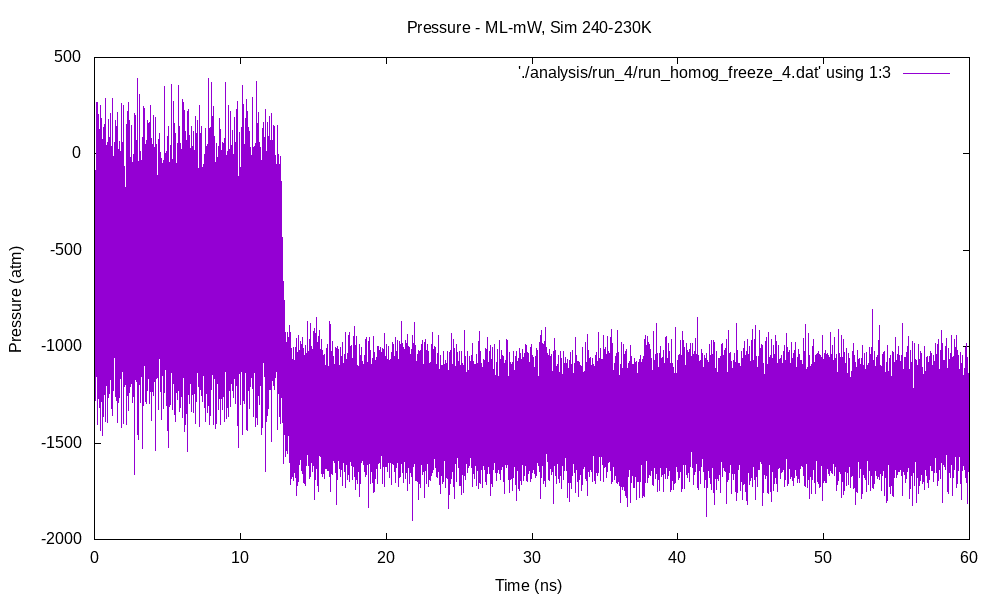 Pressure - ML-mW, Sim 240-230K
'./analysis/run_4/run_homog_freeze_4.dat' using 1:3
500
0
-500
-1000
-1500
-2000
Pressure (atm)
0 10 20 30 40 50 60
Time (ns)